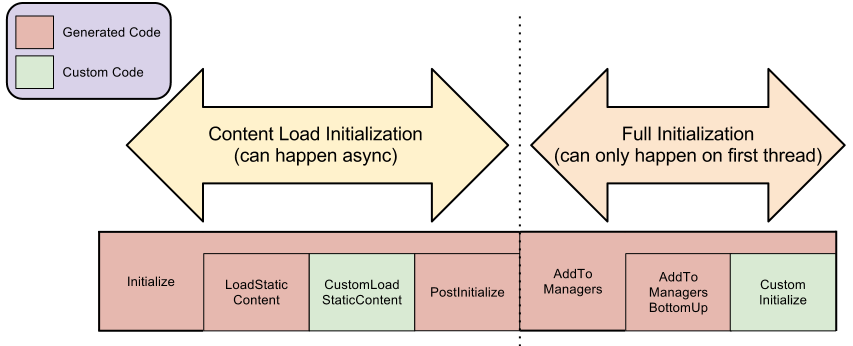 Generated Code
Custom Code
Content Load Initialization
(can happen async)
Full Initialization
(can only happen on first thread)
Initialize
LoadStatic
Content
CustomLoad
StaticContent
PostInitialize
AddTo
Managers
AddTo
Managers
BottomUp
Custom
Initialize